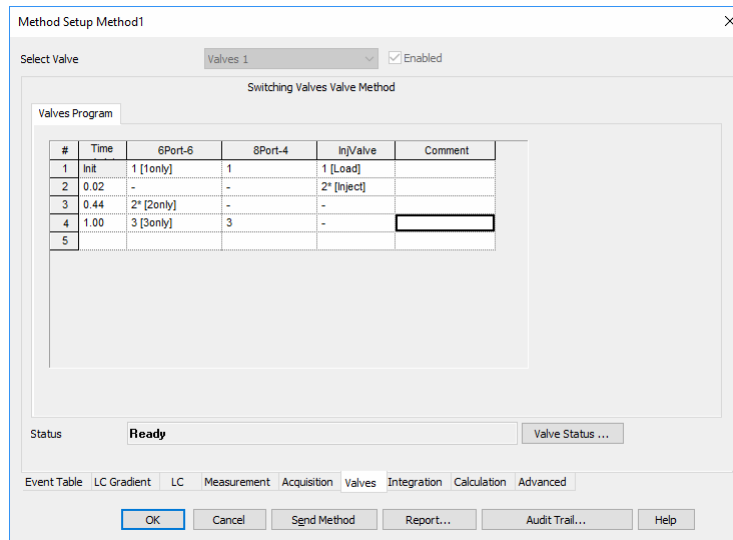 Method Setup Method1
Select Valve Valves 1 Enabled
Switching Valves Valve Method
Valves Program
# Time 6Port-6 8Port-4 InjValve Comment
1 Init 1 [1only] 1 1 [Load]
2 0.02 - - 2* [Inject]
3 0.44 2* [2only] - -
4 1.00 3 [3only] 3 -
5
Status Ready Valve Status ...
Event Table LC Gradient LC Measurement Acquisition Valves Integration Calculation Advanced
OK Cancel Send Method Report... Audit Trail... Help